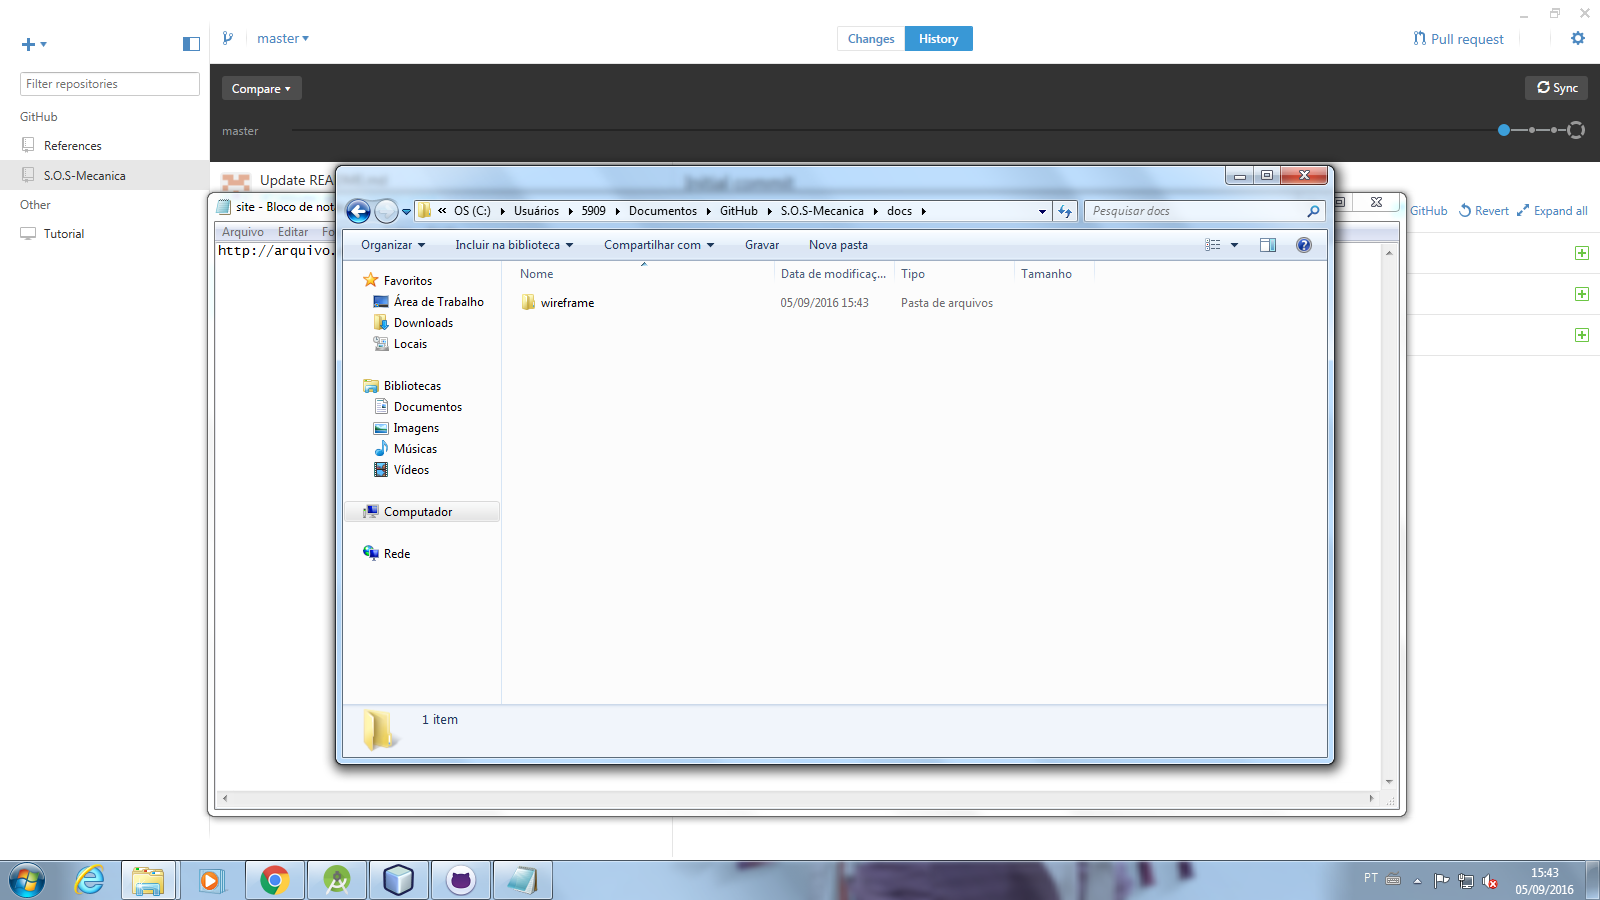 master
Changes
History
Pull request
Filter repositories
Compare
Sync
GitHub
master
References
S.O.S-Mecanica
Other
Tutorial
Update REA
Initial commit
site - Bloco de not
Arquivo Editar Fo
http://arquivo.
GitHub Revert Expand all
« OS (C:) Usuários 5909 Documentos GitHub S.O.S-Mecanica docs
Pesquisar docs
Organizar Incluir na biblioteca Compartilhar com Gravar Nova pasta
Nome Data de modificaç... Tipo Tamanho
wireframe 05/09/2016 15:43 Pasta de arquivos
Favoritos
Área de Trabalho
Downloads
Locais
Bibliotecas
Documentos
Imagens
Músicas
Vídeos
Computador
Rede
1 item
PT
15:43
05/09/2016